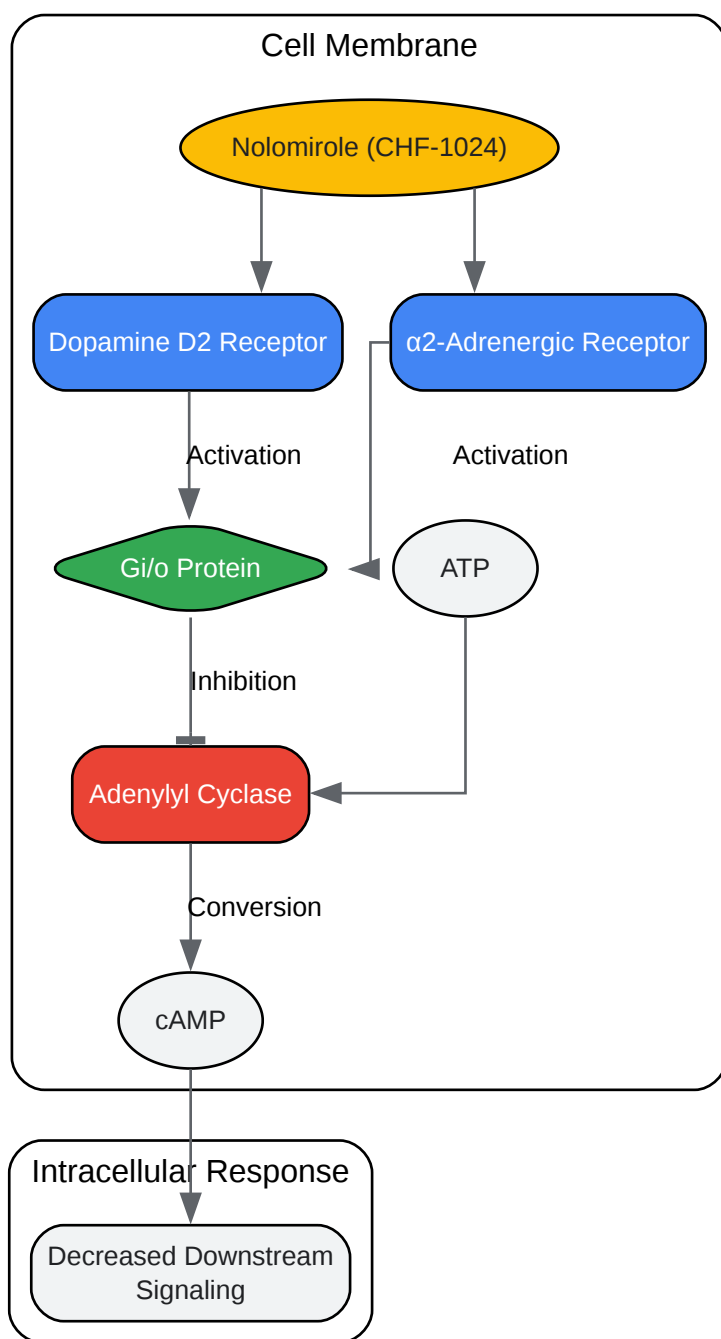 Cell Membrane
Nolomirole (CHF-1024)
Dopamine D2 Receptor
α2-Adrenergic Receptor
Activation
Activation
Gi/o Protein
ATP
Inhibition
Adenylyl Cyclase
Conversion
cAMP
Intracellular Response
Decreased Downstream
Signaling